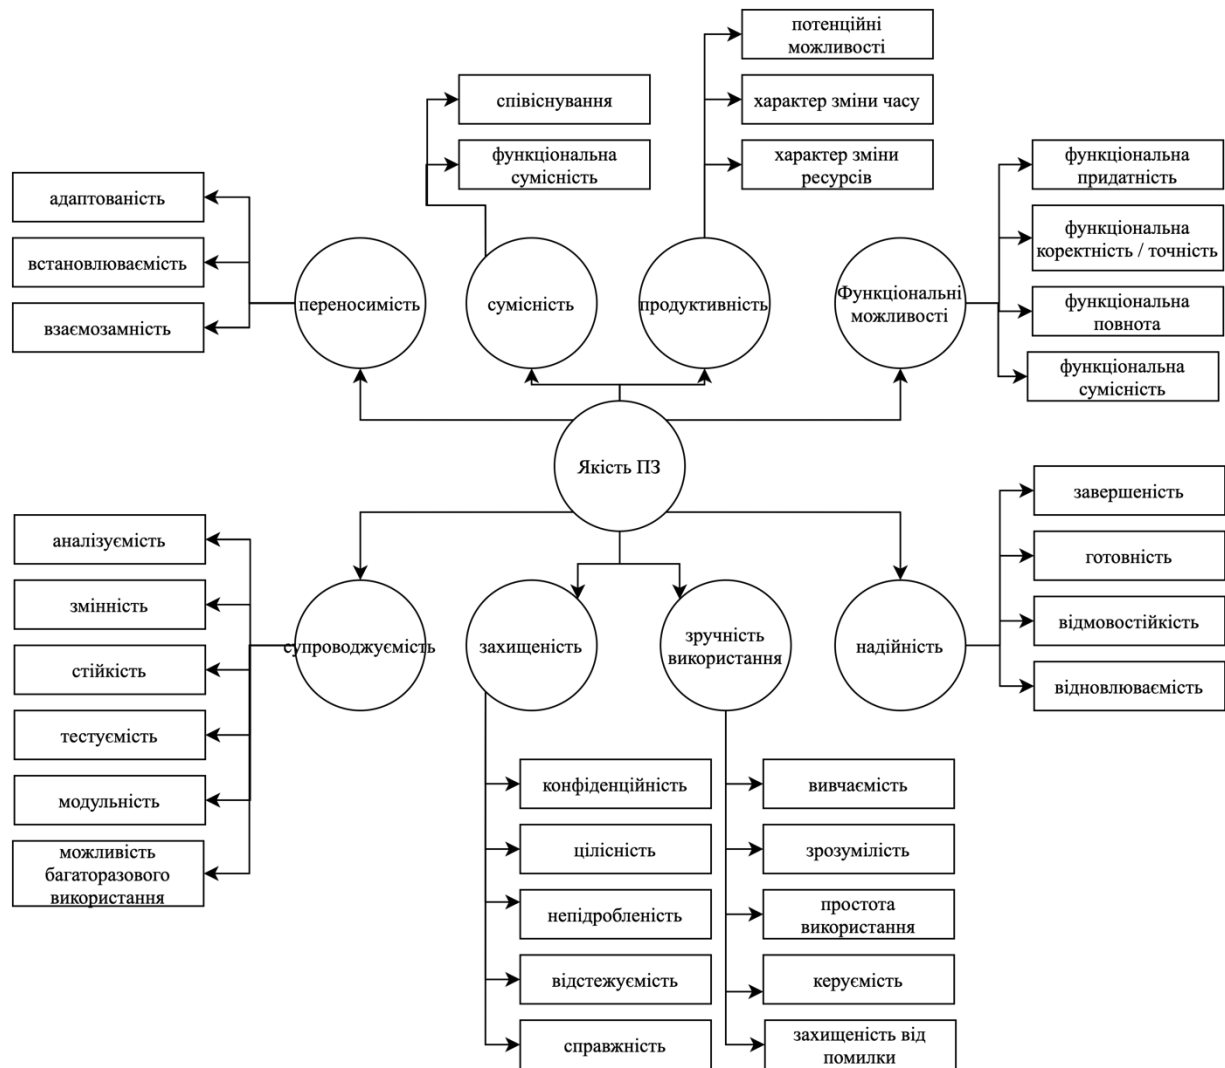 потенційні
можливості
співіснування
характер зміни часу
функціональна
сумісність
характер зміни
ресурсів
функціональна
придатність
адаптованість
встановлюваємість
взаємозамність
функціональна
коректність / точність
функціональна
повнота
функціональна
сумісність
переносимість
сумісність
продуктивність
Функціональні
можливості
Якість ПЗ
супроводжуємість
захищеність
зручність
використання
надійність
завершеність
готовність
відмовостійкість
відновлюваємість
аналізуємість
змінність
стійкість
тестуємість
модульність
можливість
багаторазового
використання
конфіденційність
цілісність
непідробленість
відстежуємість
справжність
вивчаємість
зрозумілість
простота
використання
керуємість
захищеність від
помилки